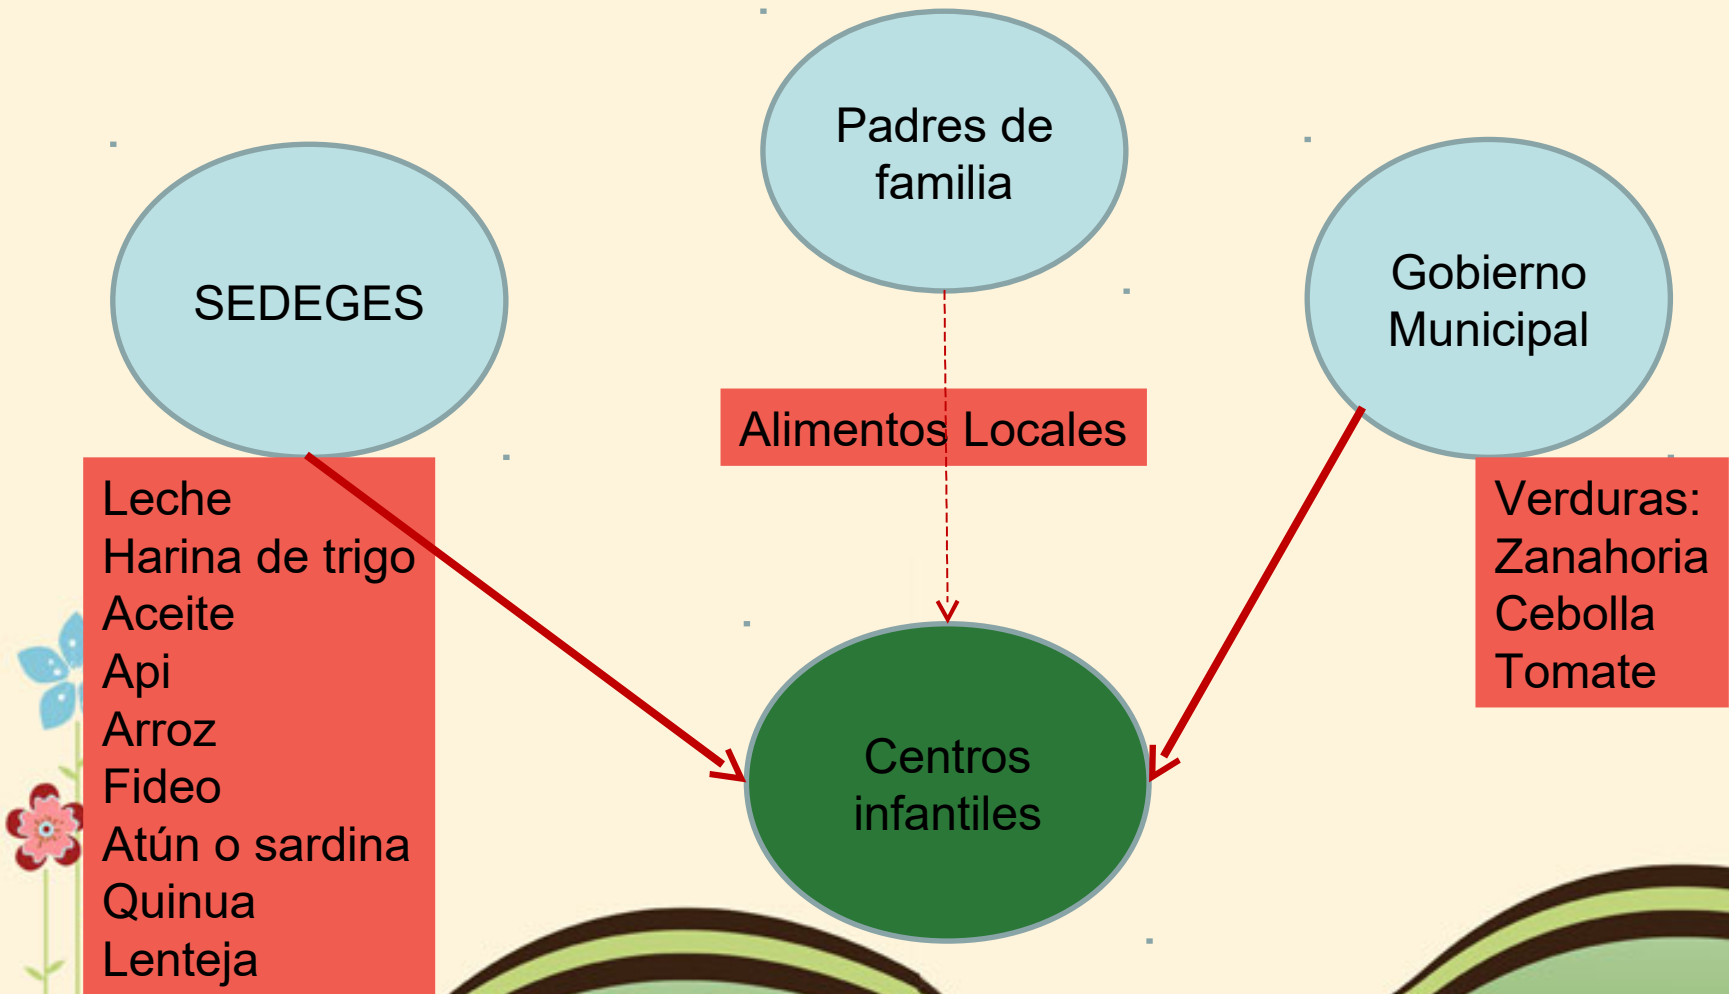 Padres de
familia
SEDEGES
Gobierno
Municipal
Alimentos Locales
Leche
Harina de trigo
Aceite
Api
Arroz
Fideo
Atún o sardina
Quinua
Lenteja
Verduras:
Zanahoria
Cebolla
Tomate
Centros
infantiles